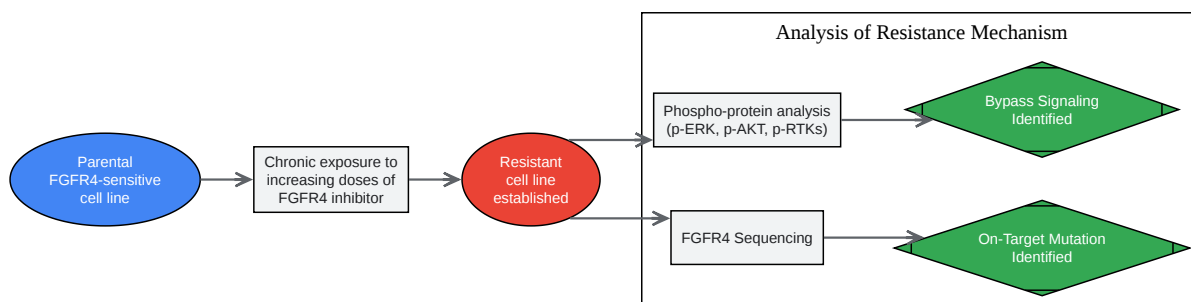 Analysis of Resistance Mechanism
Parental
FGFR4-sensitive
cell line
Chronic exposure to
increasing doses of
FGFR4 inhibitor
Resistant
cell line
established
Phospho-protein analysis
(p-ERK, p-AKT, p-RTKs)
Bypass Signaling
Identified
FGFR4 Sequencing
On-Target Mutation
Identified